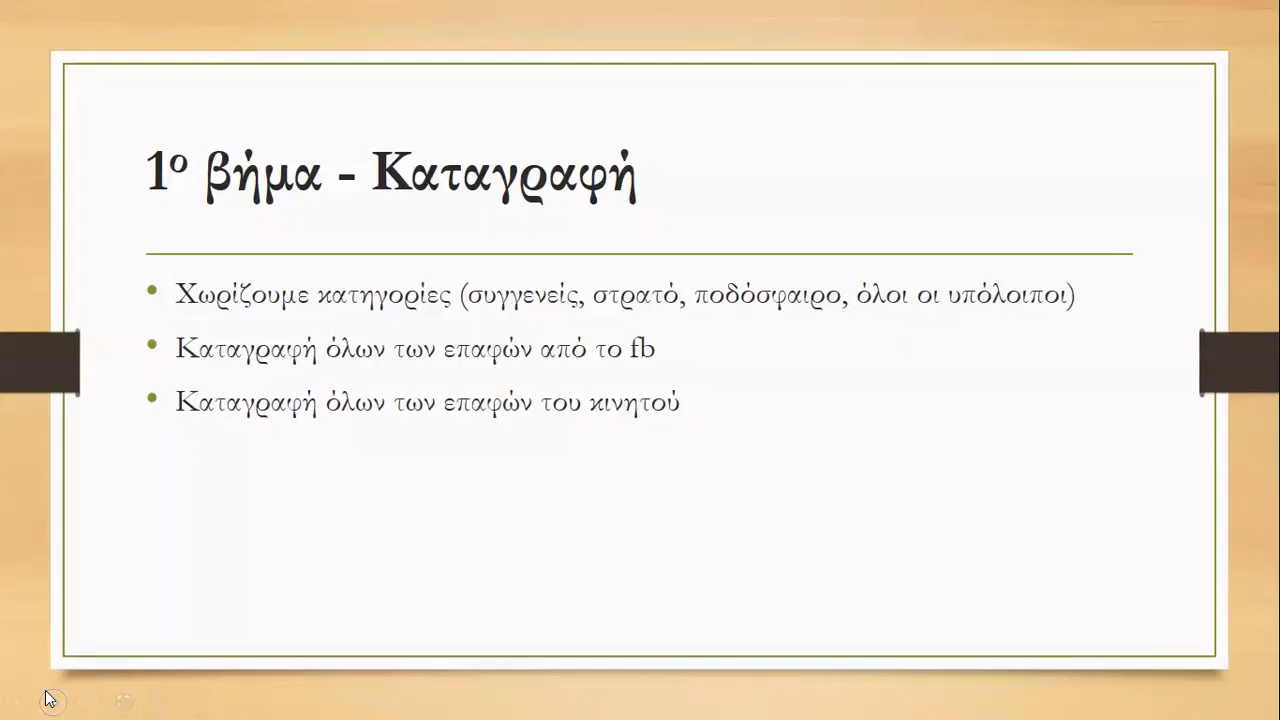 1ο βήμα - Καταγραφή
• Χωρίζουμε κατηγορίες (συγγενείς, στρατό, ποδόσφαιρο, όλοι οι υπόλοιποι)
• Καταγραφή όλων των επαφών από το fb
• Καταγραφή όλων των επαφών του κινητού